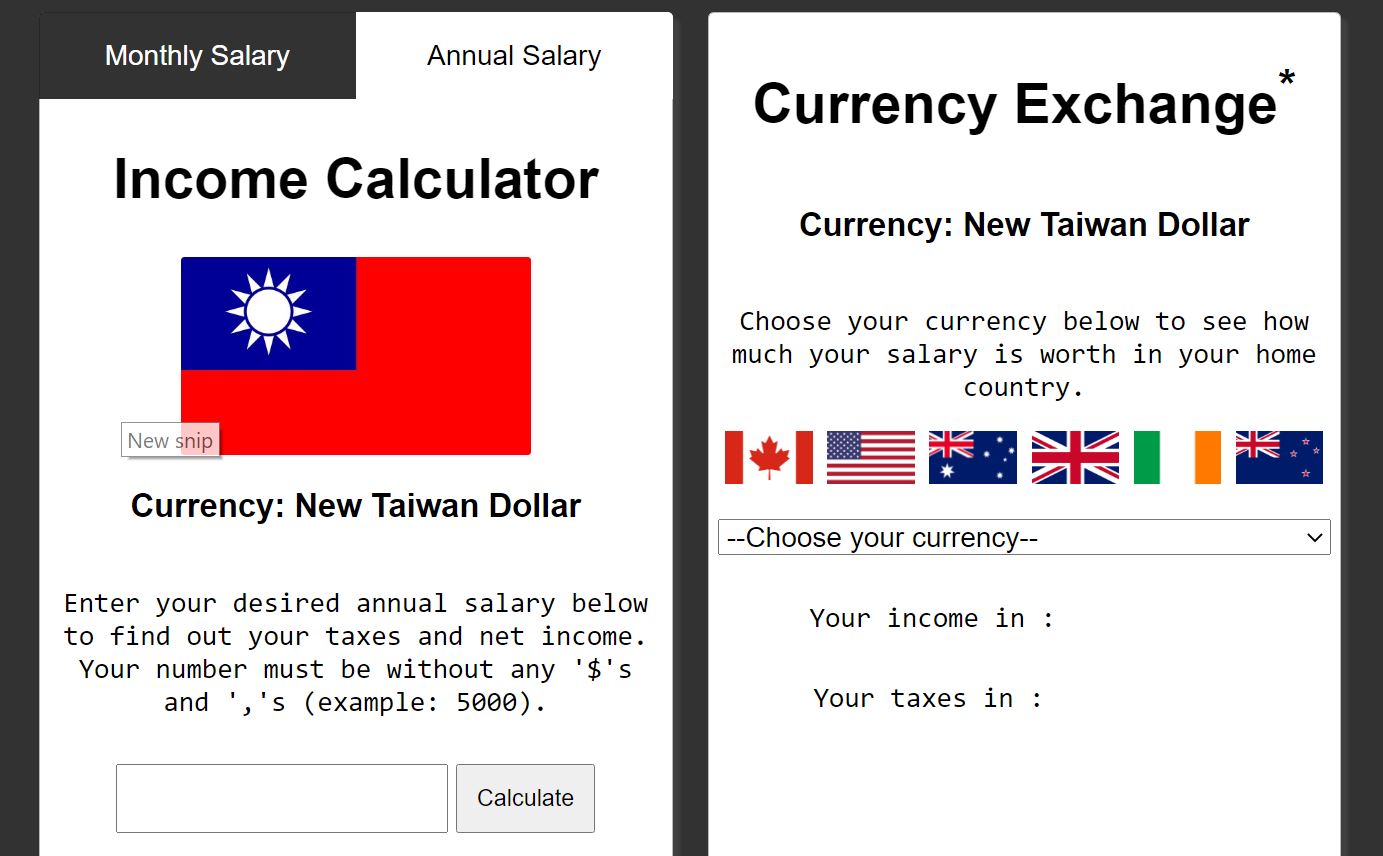 Monthly Salary
Annual Salary
Income Calculator
New snip
Currency: New Taiwan Dollar
Enter your desired annual salary below
to find out your taxes and net income.
Your number must be without any '$'s
and ','s (example: 5000).
Calculate
Currency Exchange*
Currency: New Taiwan Dollar
Choose your currency below to see how
much your salary is worth in your home
country.
--Choose your currency--
Your income in :
Your taxes in :